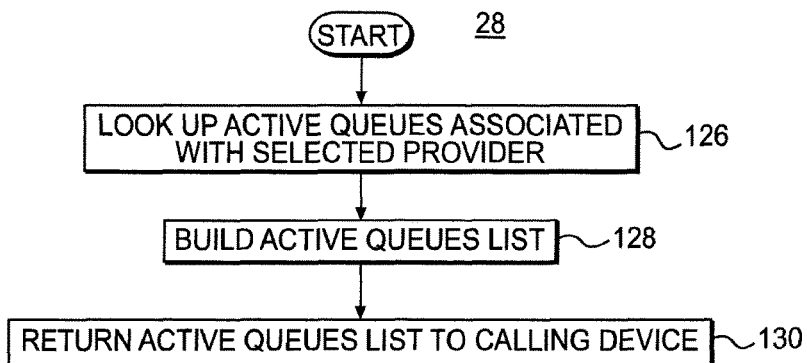 START
28
LOOK UP ACTIVE QUEUES ASSOCIATED
WITH SELECTED PROVIDER
126
BUILD ACTIVE QUEUES LIST
128
RETURN ACTIVE QUEUES LIST TO CALLING DEVICE
130